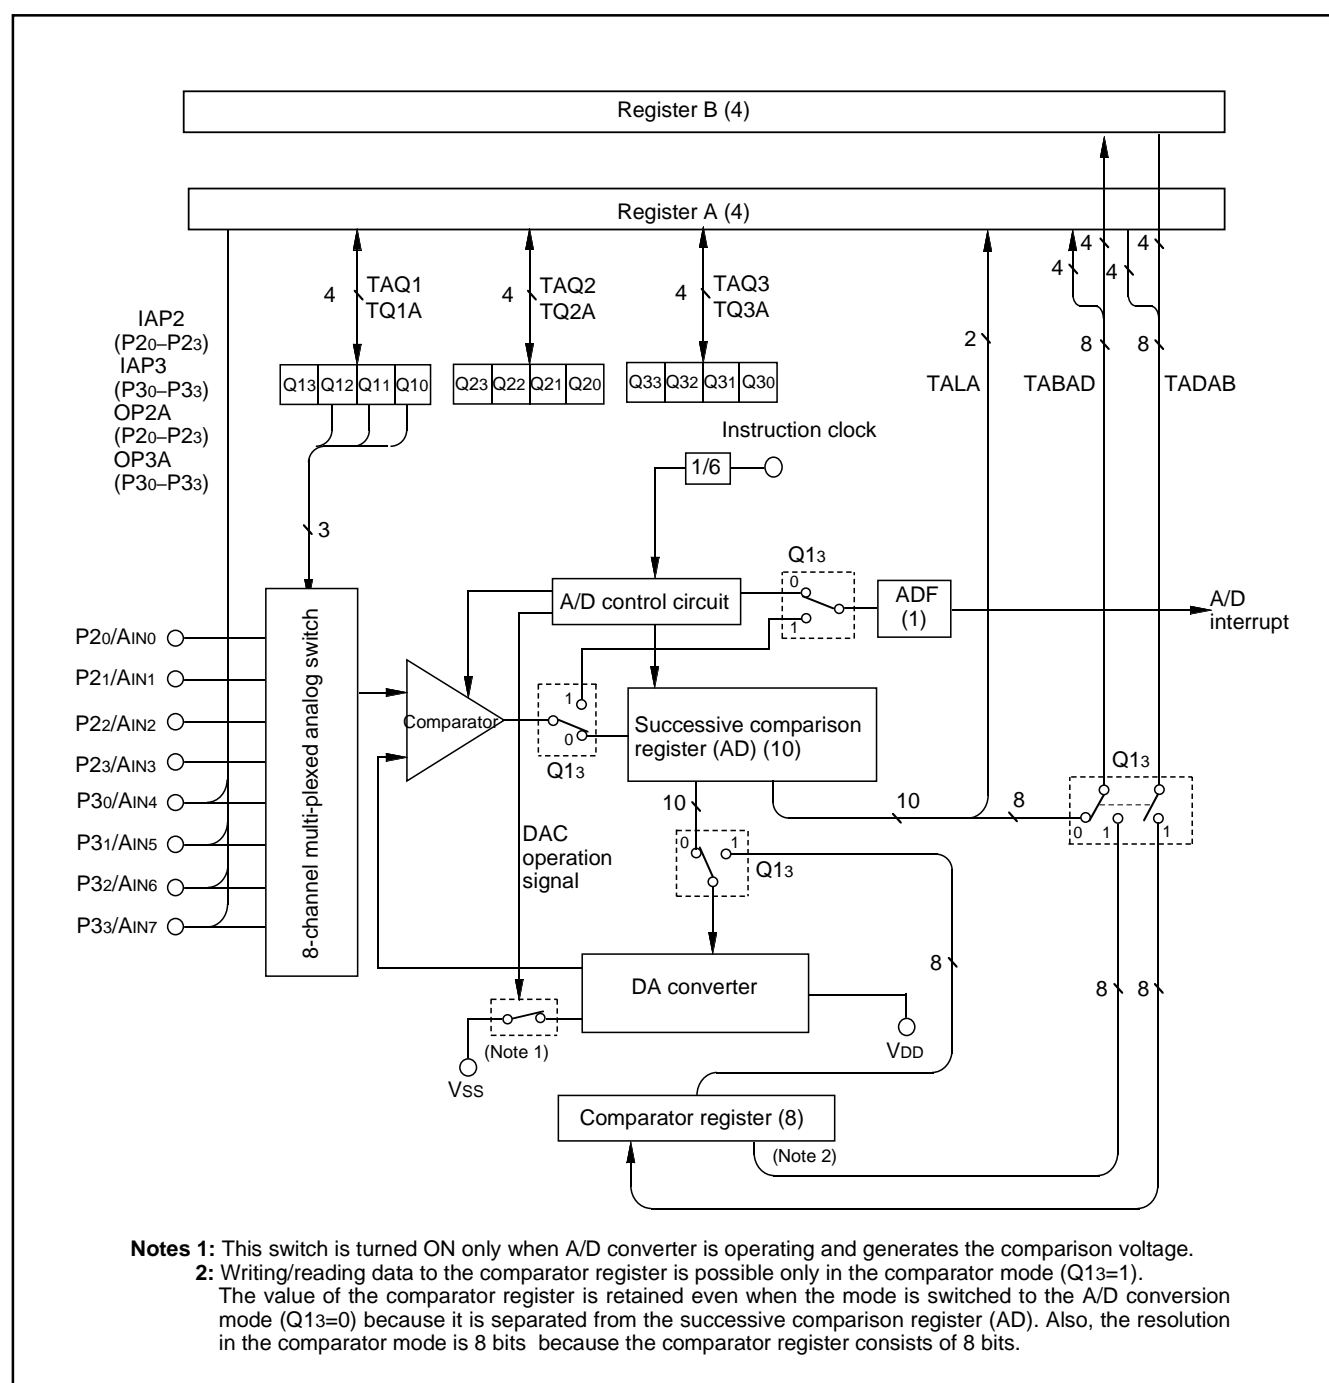 Register B (4)
Register A (4)
4
4
4
4
4
TAQ1
TQ1A
4
TAQ2
TQ2A
4
TAQ3
TQ3A
4
IAP2
(P20–P23)
IAP3
(P30–P33)
OP2A
(P20–P23)
OP3A
(P30–P33)
2
8
8
Q13 Q12 Q11 Q10
Q23 Q22 Q21 Q20
Q33 Q32 Q31 Q30
TALA
TABAD
TADAB
Instruction clock
1/6
3
Q13
0
1
A/D control circuit
ADF
(1)
A/D
interrupt
P20/AIN0
P21/AIN1
P22/AIN2
P23/AIN3
P30/AIN4
P31/AIN5
P32/AIN6
P33/AIN7
8-channel multi-plexed analog switch
Comparator
1
0
Q13
Successive comparison
register (AD) (10)
Q13
0
1
1
10
10
8
DAC
operation
signal
0
1
Q13
8
8
8
DA converter
(Note 1)
VSS
VDD
Comparator register (8)
(Note 2)
Notes 1: This switch is turned ON only when A/D converter is operating and generates the comparison voltage.
2: Writing/reading data to the comparator register is possible only in the comparator mode (Q13=1).
The value of the comparator register is retained even when the mode is switched to the A/D conversion
mode (Q13=0) because it is separated from the successive comparison register (AD). Also, the resolution
in the comparator mode is 8 bits because the comparator register consists of 8 bits.